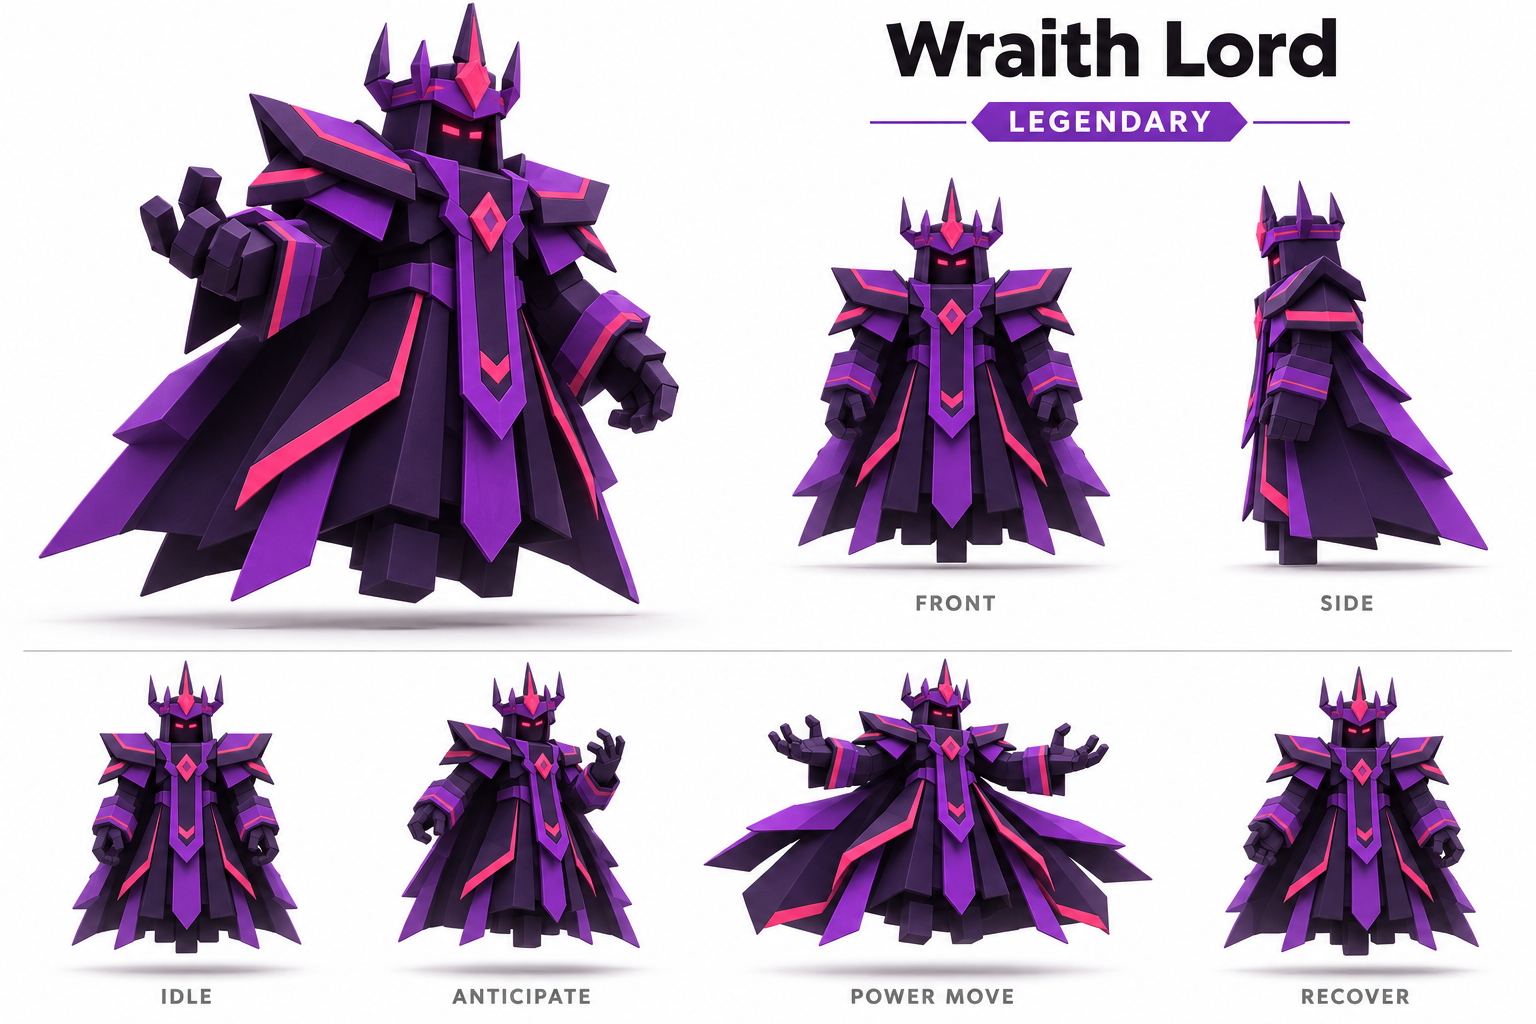 Wraith Lord
LEGENDARY
FRONT
SIDE
IDLE
ANTICIPATE
POWER MOVE
RECOVER